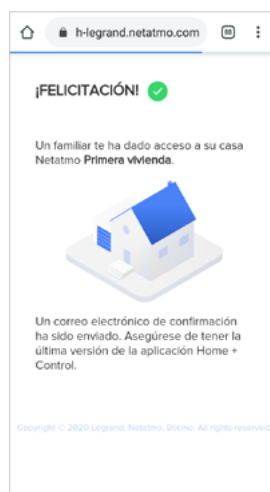 h-legrand.netatmo.com
¡FELICITACIÓN!
Un familiar te ha dado acceso a su casa
Netatmo Primera vivienda.
Un correo electrónico de confirmación
ha sido enviado. Asegúrese de tener la
última versión de la aplicación Home +
Control.
Copyright © 2020 Legrand, Netatmo, Bticino. All rights reserved